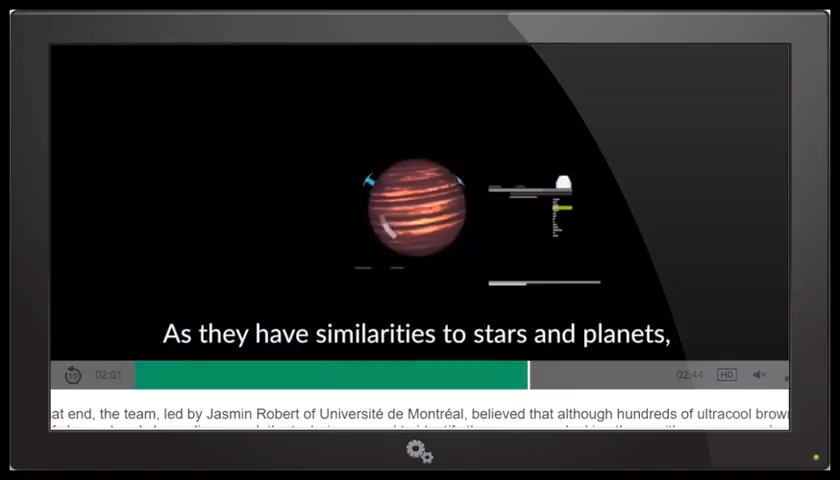 As they have similarities to stars and planets,
10
02:01
02:44
HD
at end, the team, led by Jasmin Robert of Université de Montréal, believed that although hundreds of ultracool brow